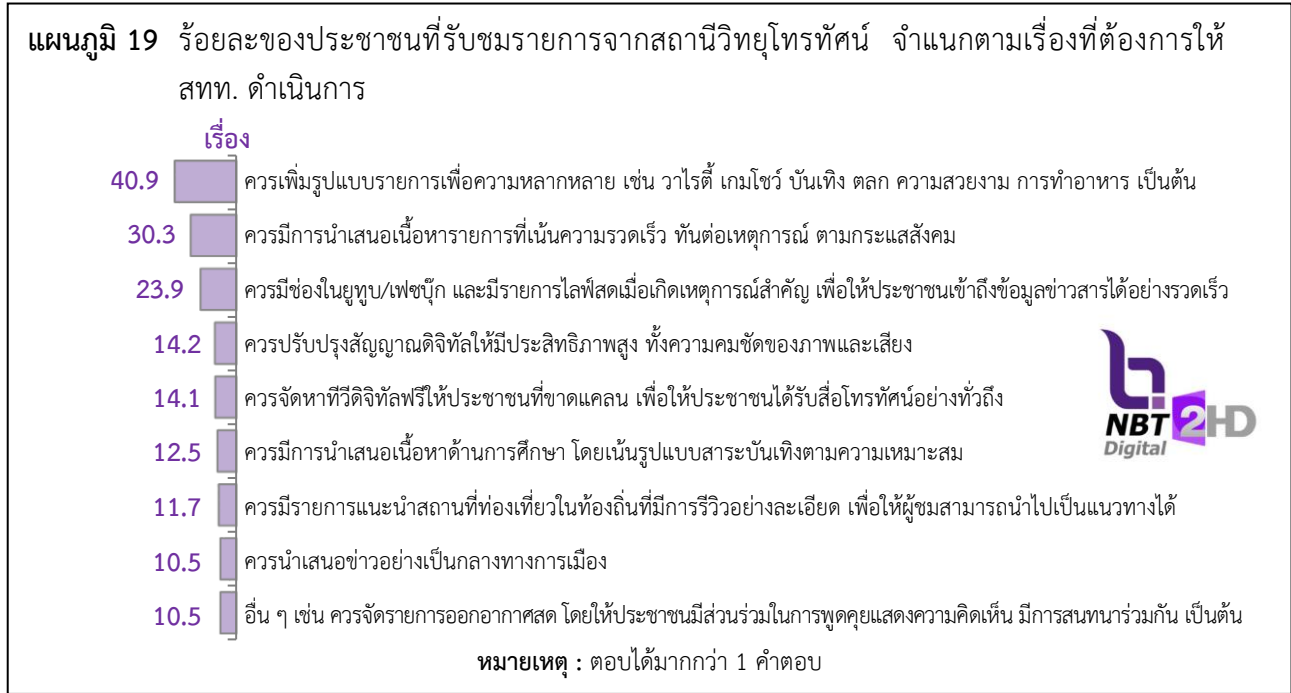 แผนภูมิ 19 ร้อยละของประชาชนที่รับชมรายการจากสถานีวิทยุโทรทัศน์ จำแนกตามเรื่องที่ต้องการให้
สทท. ดำเนินการ
เรื่อง
40.9 ควรเพิ่มรูปแบบรายการเพื่อความหลากหลาย เช่น วาไรตี้ เกมโชว์ บันเทิง ตลก ความสวยงาม การทำอาหาร เป็นต้น
30.3 ควรมีการนำเสนอเนื้อหารายการที่เน้นความรวดเร็ว ทันต่อเหตุการณ์ ตามกระแสสังคม
23.9 ควรมีช่องในยูทูบ/เฟซบุ๊ก และมีรายการไลฟ์สดเมื่อเกิดเหตุการณ์สำคัญ เพื่อให้ประชาชนเข้าถึงข้อมูลข่าวสารได้อย่างรวดเร็ว
14.2 ควรปรับปรุงสัญญาณดิจิทัลให้มีประสิทธิภาพสูง ทั้งความคมชัดของภาพและเสียง
14.1 ควรจัดหาทีวีดิจิทัลฟรีให้ประชาชนที่ขาดแคลน เพื่อให้ประชาชนได้รับสื่อโทรทัศน์อย่างทั่วถึง
NBT 2HD
Digital
12.5 ควรมีการนำเสนอเนื้อหาด้านการศึกษา โดยเน้นรูปแบบสาระบันเทิงตามความเหมาะสม
11.7 ควรมีรายการแนะนำสถานที่ท่องเที่ยวในท้องถิ่นที่มีการรีวิวอย่างละเอียด เพื่อให้ผู้ชมสามารถนำไปเป็นแนวทางได้
10.5 ควรนำเสนอข่าวอย่างเป็นกลางทางการเมือง
10.5 อื่น ๆ เช่น ควรจัดรายการออกอากาศสด โดยให้ประชาชนมีส่วนร่วมในการพูดคุยแสดงความคิดเห็น มีการสนทนาร่วมกัน เป็นต้น
หมายเหตุ : ตอบได้มากกว่า 1 คำตอบ